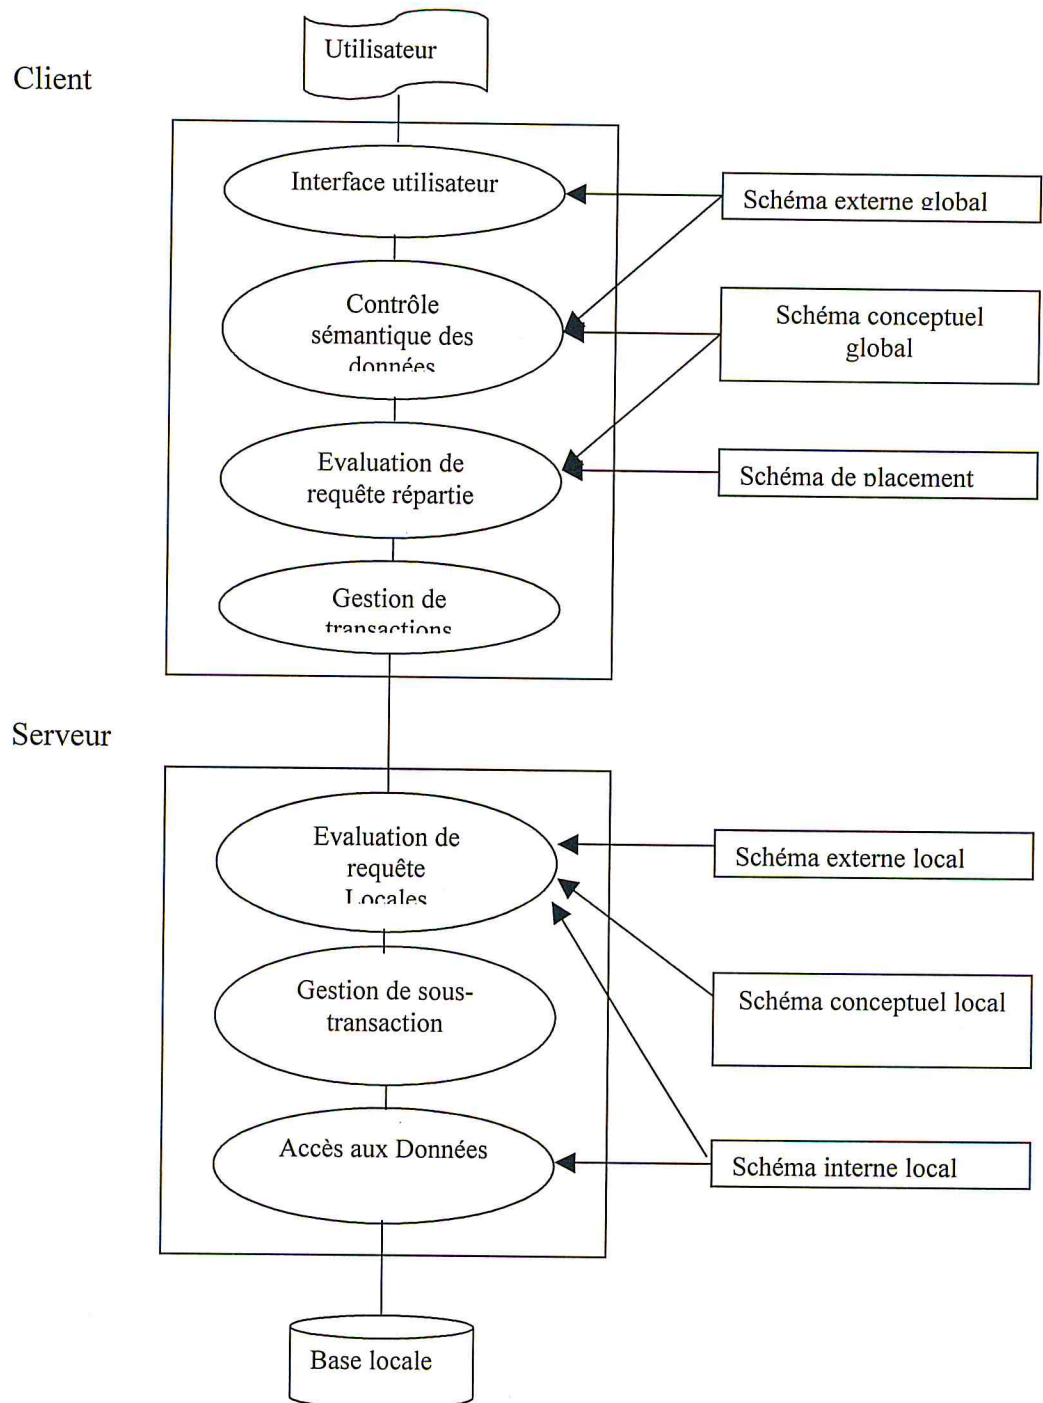 Utilisateur
Client
Interface utilisateur
Schéma externe global
Contrôle
sémantique des
données
Schéma conceptuel
global
Evaluation de
requête répartie
Schéma de placement
Gestion de
transactions
Serveur
Evaluation de
requête
Locales
Schéma externe local
Gestion de sous-
transaction
Schéma conceptuel local
Accès aux Données
Schéma interne local
Base locale